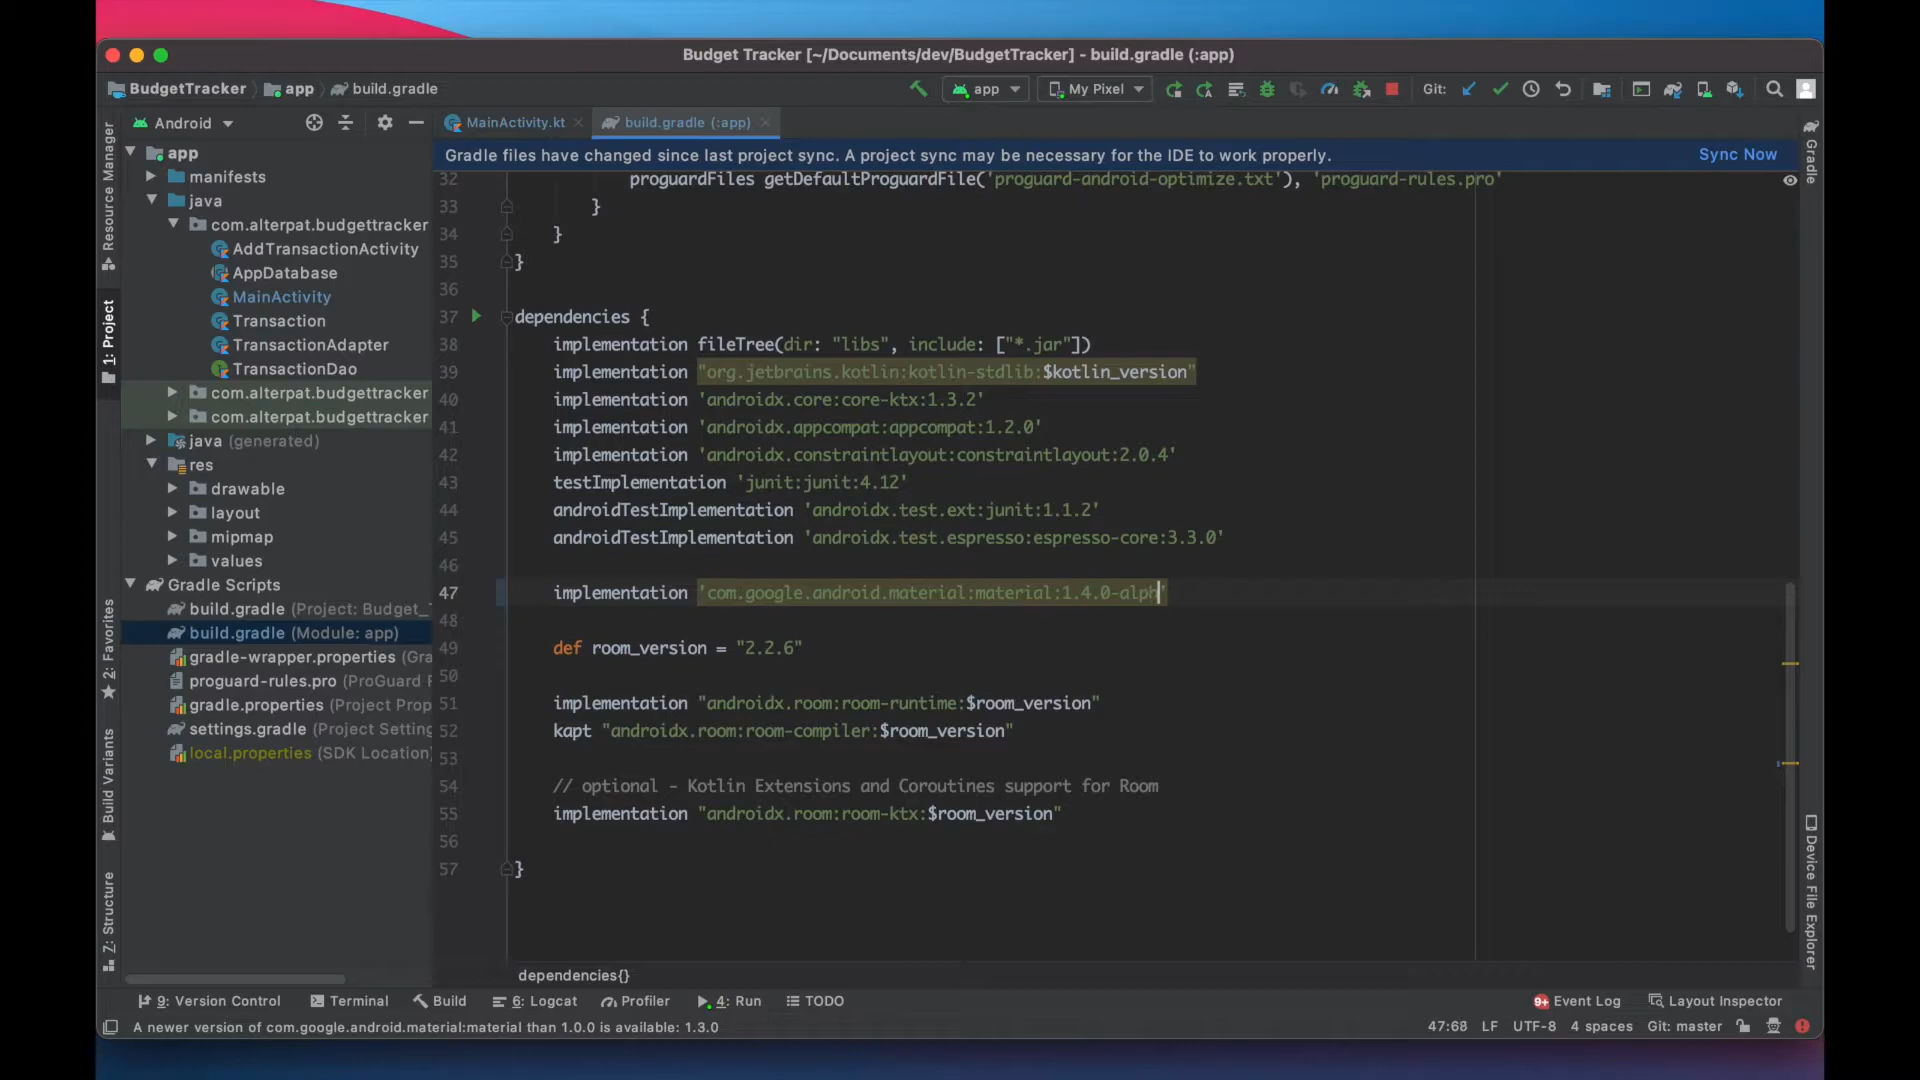 Budget Tracker [~/Documents/dev/BudgetTracker] - build.gradle (:app)
BudgetTracker app build.gradle
app My Pixel Git:
Android
MainActivity.kt build.gradle (:app)
Gradle files have changed since last project sync. A project sync may be necessary for the IDE to work properly. Sync Now
Resource Manager
1: Project
2: Favorites
Build Variants
Z: Structure
app
manifests
java
com.alterpat.budgettracker
AddTransactionActivity
AppDatabase
MainActivity
Transaction
TransactionAdapter
TransactionDao
com.alterpat.budgettracker
com.alterpat.budgettracker
java (generated)
res
drawable
layout
mipmap
values
Gradle Scripts
build.gradle (Project: Budget_
build.gradle (Module: app)
gradle-wrapper.properties (Gra
proguard-rules.pro (ProGuard
gradle.properties (Project Prop
settings.gradle (Project Setting
local.properties (SDK Location)
32 proguardFiles getDefaultProguardFile('proguard-android-optimize.txt'), 'proguard-rules.pro'
33 }
34 }
35 }
36
37 dependencies {
38 implementation fileTree(dir: "libs", include: ["*.jar"])
39 implementation "org.jetbrains.kotlin:kotlin-stdlib:$kotlin_version"
40 implementation 'androidx.core:core-ktx:1.3.2'
41 implementation 'androidx.appcompat:appcompat:1.2.0'
42 implementation 'androidx.constraintlayout:constraintlayout:2.0.4'
43 testImplementation 'junit:junit:4.12'
44 androidTestImplementation 'androidx.test.ext:junit:1.1.2'
45 androidTestImplementation 'androidx.test.espresso:espresso-core:3.3.0'
46
47 implementation 'com.google.android.material:material:1.4.0-alph'
48
49 def room_version = "2.2.6"
50
51 implementation "androidx.room:room-runtime:$room_version"
52 kapt "androidx.room:room-compiler:$room_version"
53
54 // optional - Kotlin Extensions and Coroutines support for Room
55 implementation "androidx.room:room-ktx:$room_version"
56
57 }
dependencies{}
Gradle
Device File Explorer
9: Version Control Terminal Build 6: Logcat Profiler 4: Run TODO 9+ Event Log Layout Inspector
A newer version of com.google.android.material:material than 1.0.0 is available: 1.3.0 47:68 LF UTF-8 4 spaces Git: master